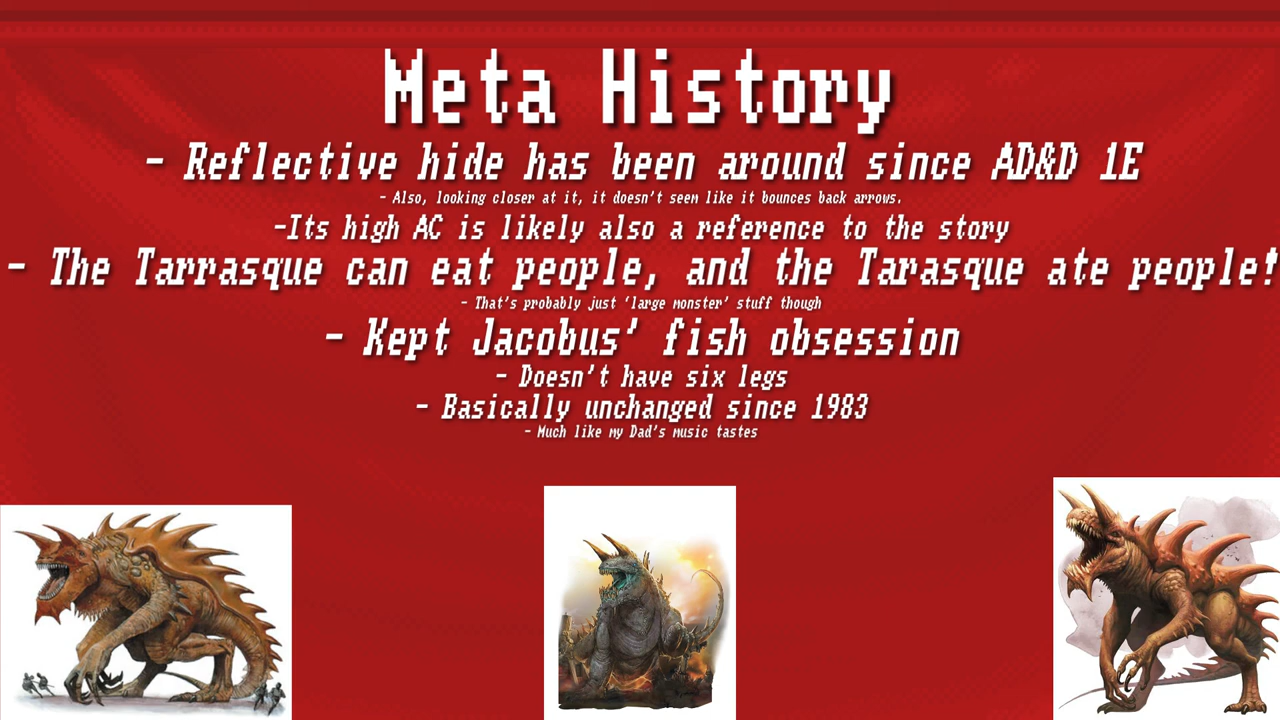 Meta History
- Reflective hide has been around since AD&D 1E
- Also, looking closer at it, it doesn't seem like it bounces back arrows.
-Its high AC is likely also a reference to the story
- The Tarrasque can eat people, and the Tarasque ate people!
- That's probably just 'large monster' stuff though
- Kept Jacobus' fish obsession
- Doesn't have six legs
- Basically unchanged since 1983
- Much like my Dad's music tastes